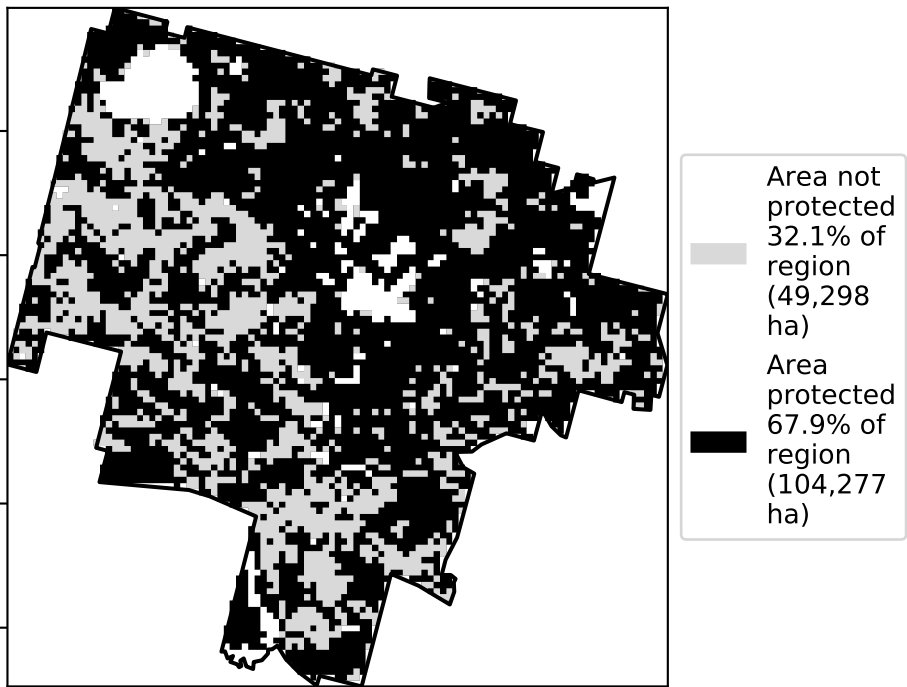 Area not
protected
32.1% of
region
(49,298
ha)
Area
protected
67.9% of
region
(104,277
ha)